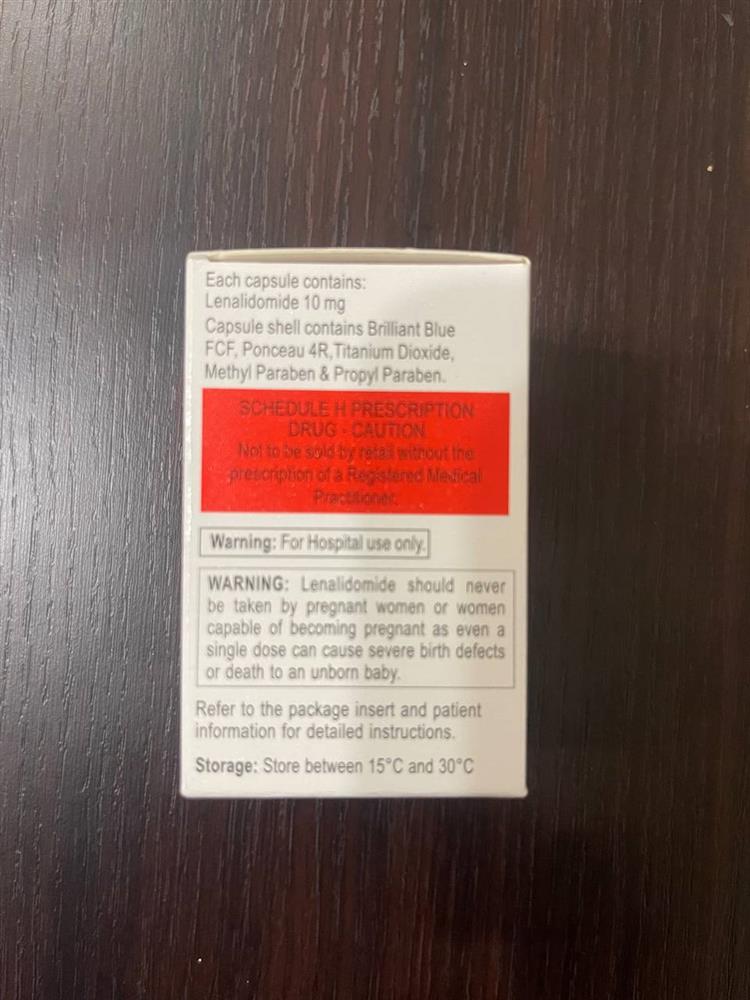 Each capsule contains:
Lenalidomide 10 mg
Capsule shell contains Brilliant Blue
FCF, Ponceau 4R,Titanium Dioxide,
Methyl Paraben & Propyl Paraben.
SCHEDULE H PRESCRIPTION
DRUG - CAUTION
Not to be sold by retail without the
prescription of a Registered Medical
Practitioner.
Warning: For Hospital use only.
WARNING: Lenalidomide should never
be taken by pregnant women or women
capable of becoming pregnant as even a
single dose can cause severe birth defects
or death to an unborn baby.
Refer to the package insert and patient
information for detailed instructions.
Storage: Store between 15°C and 30°C